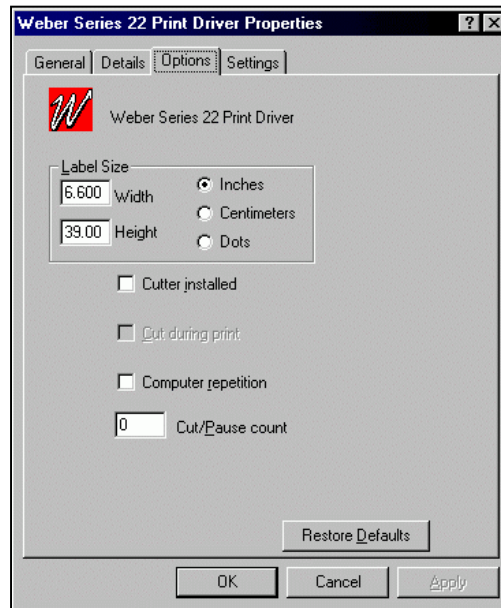 Weber Series 22 Print Driver Properties ? ×
General Details Options Settings
W Weber Series 22 Print Driver
Label Size
6.600 Width Inches
Centimeters
39.00 Height Dots
Cutter installed
Cut during print
Computer repetition
0 Cut/Pause count
Restore Defaults
OK Cancel Apply